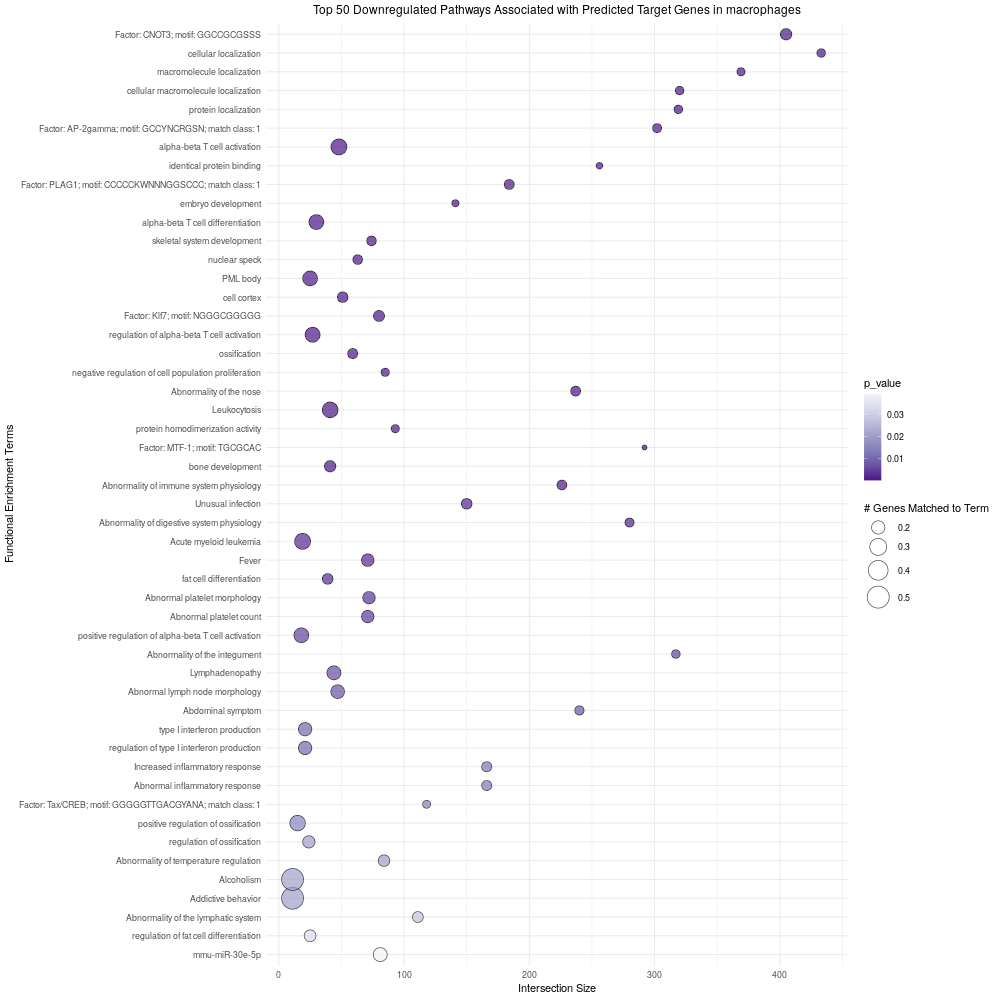 Top 50 Downregulated Pathways Associated with Predicted Target Genes in macrophages
Functional Enrichment Terms
Factor: CNOT3; motif: GGCCGCGSSS
cellular localization
macromolecule localization
cellular macromolecule localization
protein localization
Factor: AP-2gamma; motif: GCCYNCRGSN; match class: 1
alpha-beta T cell activation
identical protein binding
Factor: PLAG1; motif: CCCCCKWNNNGGSCCC; match class: 1
embryo development
alpha-beta T cell differentiation
skeletal system development
nuclear speck
PML body
cell cortex
Factor: Klf7; motif: NGGGCGGGGG
regulation of alpha-beta T cell activation
ossification
negative regulation of cell population proliferation
Abnormality of the nose
Leukocytosis
protein homodimerization activity
Factor: MTF-1; motif: TGCGCAC
bone development
Abnormality of immune system physiology
Unusual infection
Abnormality of digestive system physiology
Acute myeloid leukemia
Fever
fat cell differentiation
Abnormal platelet morphology
Abnormal platelet count
positive regulation of alpha-beta T cell activation
Abnormality of the integument
Lymphadenopathy
Abnormal lymph node morphology
Abdominal symptom
type I interferon production
regulation of type I interferon production
Increased inflammatory response
Abnormal inflammatory response
Factor: Tax/CREB; motif: GGGGGTTGACGYANA; match class: 1
positive regulation of ossification
regulation of ossification
Abnormality of temperature regulation
Alcoholism
Addictive behavior
Abnormality of the lymphatic system
regulation of fat cell differentiation
mmu-miR-30e-5p
0 100 200 300 400
Intersection Size
p_value
0.03
0.02
0.01
# Genes Matched to Term
0.2
0.3
0.4
0.5